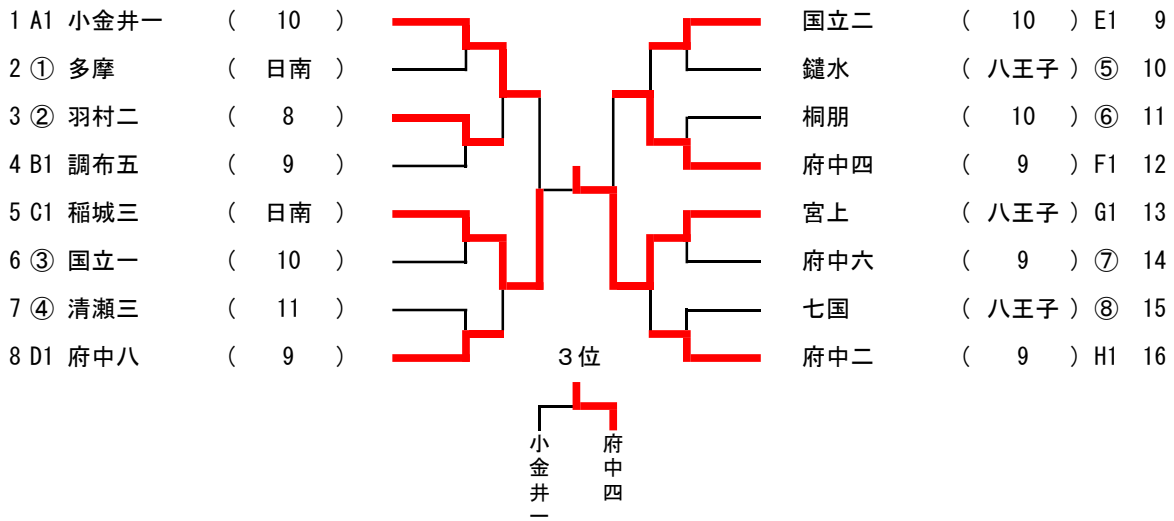 1 A1 小金井一 ( 10 ) 国立二 ( 10 ) E1 9
2 ① 多摩 ( 日南 ) 鑓水 ( 八王子 ) ⑤ 10
3 ② 羽村二 ( 8 ) 桐朋 ( 10 ) ⑥ 11
4 B1 調布五 ( 9 ) 府中四 ( 9 ) F1 12
5 C1 稲城三 ( 日南 ) 宮上 ( 八王子 ) G1 13
6 ③ 国立一 ( 10 ) 府中六 ( 9 ) ⑦ 14
7 ④ 清瀬三 ( 11 ) 七国 ( 八王子 ) ⑧ 15
8 D1 府中八 ( 9 ) 3位 府中二 ( 9 ) H1 16
小金井一
府中四